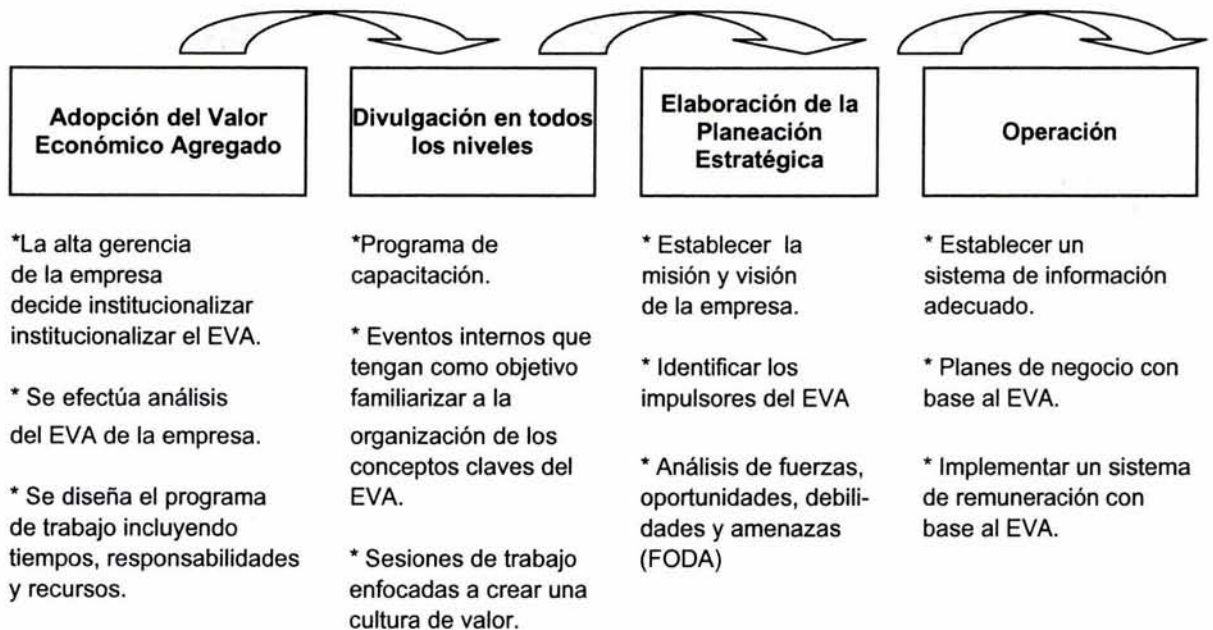 Adopción del Valor
Económico Agregado
Divulgación en todos
los niveles
Elaboración de la
Planeación
Estratégica
Operación
*La alta gerencia
de la empresa
decide institucionalizar
institucionalizar el EVA.
* Se efectúa análisis
del EVA de la empresa.
* Se diseña el programa
de trabajo incluyendo
tiempos, responsabilidades
y recursos.
*Programa de
capacitación.
* Eventos internos que
tengan como objetivo
familiarizar a la
organización de los
conceptos claves del
EVA.
* Sesiones de trabajo
enfocadas a crear una
cultura de valor.
* Establecer la
misión y visión
de la empresa.
* Identificar los
impulsores del EVA
* Análisis de fuerzas,
oportunidades, debili-
dades y amenazas
(FODA)
* Establecer un
sistema de información
adecuado.
* Planes de negocio con
base al EVA.
* Implementar un sistema
de remuneración con
base al EVA.